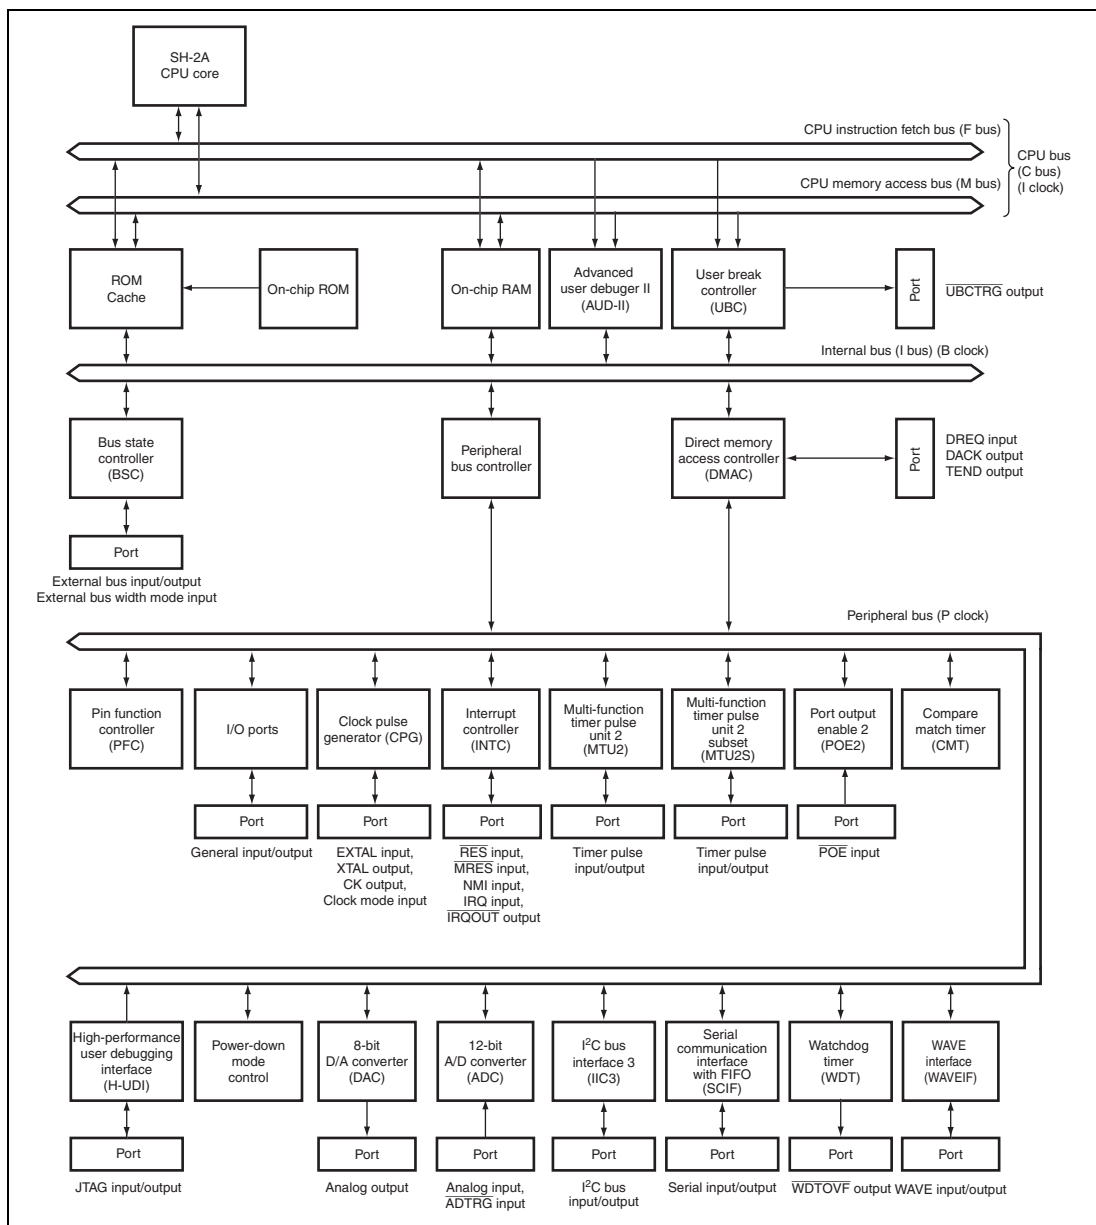 SH-2A
CPU core
CPU instruction fetch bus (F bus)
CPU bus
(C bus)
(I clock)
CPU memory access bus (M bus)
ROM
Cache
On-chip ROM
On-chip RAM
Advanced
user debuger II
(AUD-II)
User break
controller
(UBC)
Port
UBCTRG output
Internal bus (I bus) (B clock)
Bus state
controller
(BSC)
Peripheral
bus controller
Direct memory
access controller
(DMAC)
Port
DREQ input
DACK output
TEND output
Port
External bus input/output
External bus width mode input
Peripheral bus (P clock)
Pin function
controller
(PFC)
I/O ports
Clock pulse
generator (CPG)
Interrupt
controller
(INTC)
Multi-function
timer pulse
unit 2
(MTU2)
Multi-function
timer pulse
unit 2
subset
(MTU2S)
Port output
enable 2
(POE2)
Compare
match timer
(CMT)
Port
Port
Port
Port
Port
Port
General input/output
EXTAL input,
XTAL output,
CK output,
Clock mode input
RES input,
MRES input,
NMI input,
IRQ input,
IRQOUT output
Timer pulse
input/output
Timer pulse
input/output
POE input
High-performance
user debugging
interface
(H-UDI)
Power-down
mode
control
8-bit
D/A converter
(DAC)
12-bit
A/D converter
(ADC)
I²C bus
interface 3
(IIC3)
Serial
communication
interface
with FIFO
(SCIF)
Watchdog
timer
(WDT)
WAVE
interface
(WAVEIF)
Port
Port
Port
Port
Port
Port
Port
JTAG input/output
Analog output
Analog input,
ADTRG input
I²C bus
input/output
Serial input/output
WDTOVF output
WAVE input/output